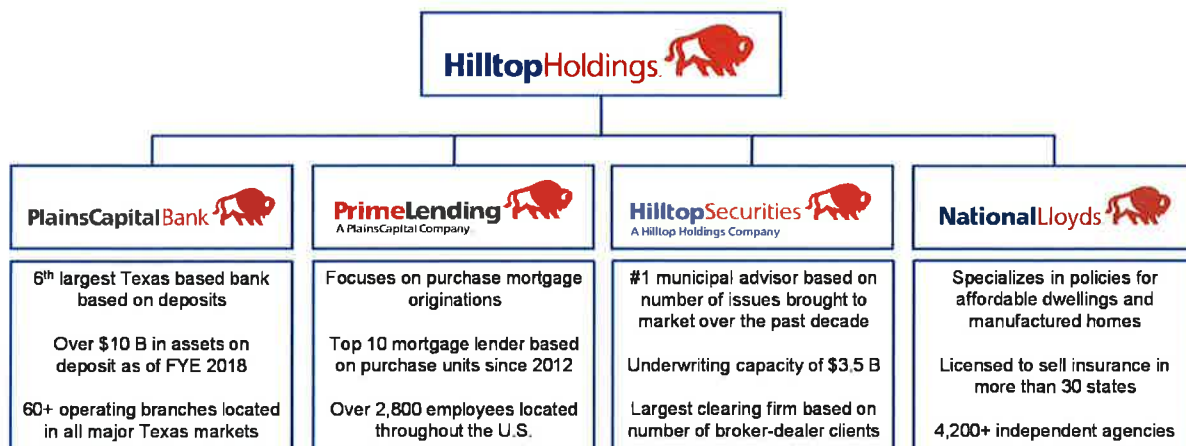 HilltopHoldings.
PlainsCapitalBank
6th largest Texas based bank
based on deposits
Over $10 B in assets on
deposit as of FYE 2018
60+ operating branches located
in all major Texas markets
PrimeLending
A PlainsCapital Company
Focuses on purchase mortgage
originations
Top 10 mortgage lender based
on purchase units since 2012
Over 2,800 employees located
throughout the U.S.
HilltopSecurities
A Hilltop Holdings Company
#1 municipal advisor based on
number of issues brought to
market over the past decade
Underwriting capacity of $3.5 B
Largest clearing firm based on
number of broker-dealer clients
NationalLloyds
Specializes in policies for
affordable dwellings and
manufactured homes
Licensed to sell insurance in
more than 30 states
4,200+ independent agencies